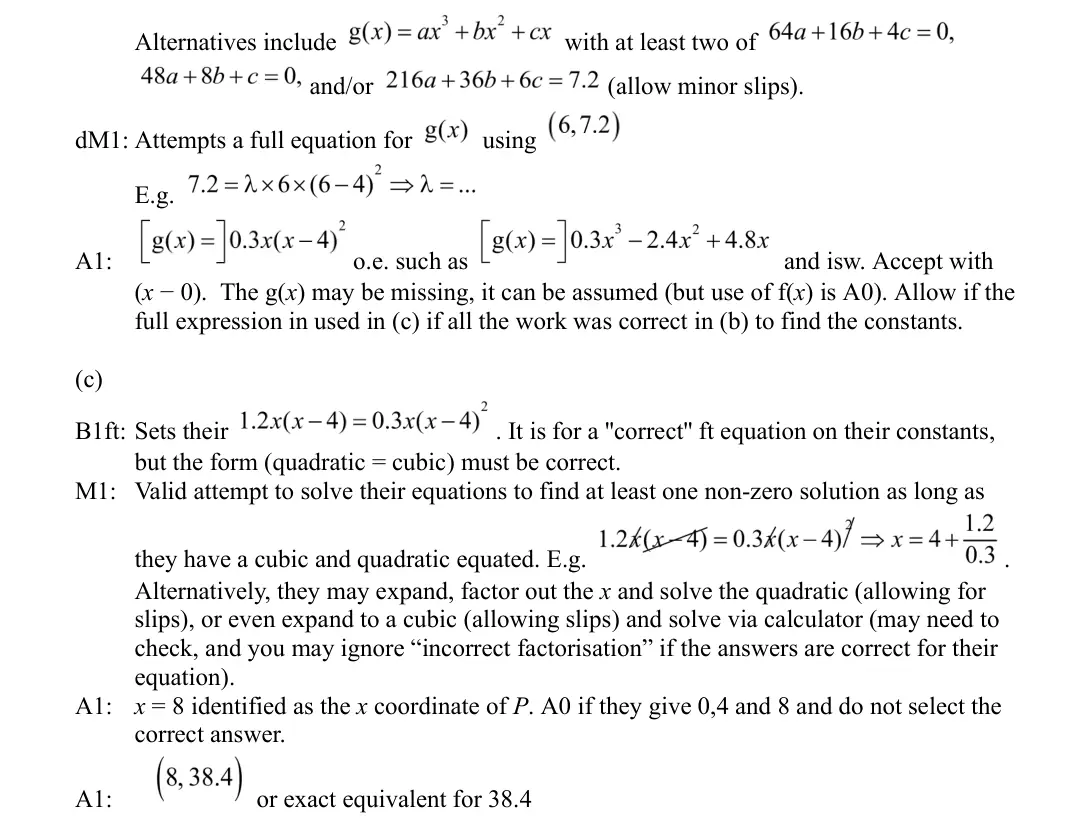 Alternatives include g(x) = ax³ + bx² + cx with at least two of 64a + 16b + 4c = 0,
48a + 8b + c = 0, and/or 216a + 36b + 6c = 7.2 (allow minor slips).
dM1: Attempts a full equation for g(x) using (6, 7.2)
E.g. 7.2 = λ × 6 × (6 − 4)² ⇒ λ = ...
A1: [g(x) =] 0.3x(x − 4)² o.e. such as [g(x) =] 0.3x³ − 2.4x² + 4.8x and isw. Accept with
(x − 0). The g(x) may be missing, it can be assumed (but use of f(x) is A0). Allow if the
full expression in used in (c) if all the work was correct in (b) to find the constants.
(c)
B1ft: Sets their 1.2x(x − 4) = 0.3x(x − 4)² . It is for a "correct" ft equation on their constants,
but the form (quadratic = cubic) must be correct.
M1: Valid attempt to solve their equations to find at least one non-zero solution as long as
they have a cubic and quadratic equated. E.g. 1.2x(x − 4) = 0.3x(x − 4)² ⇒ x = 4 + 1.2/0.3 .
Alternatively, they may expand, factor out the x and solve the quadratic (allowing for
slips), or even expand to a cubic (allowing slips) and solve via calculator (may need to
check, and you may ignore “incorrect factorisation” if the answers are correct for their
equation).
A1: x = 8 identified as the x coordinate of P. A0 if they give 0,4 and 8 and do not select the
correct answer.
A1: (8, 38.4) or exact equivalent for 38.4